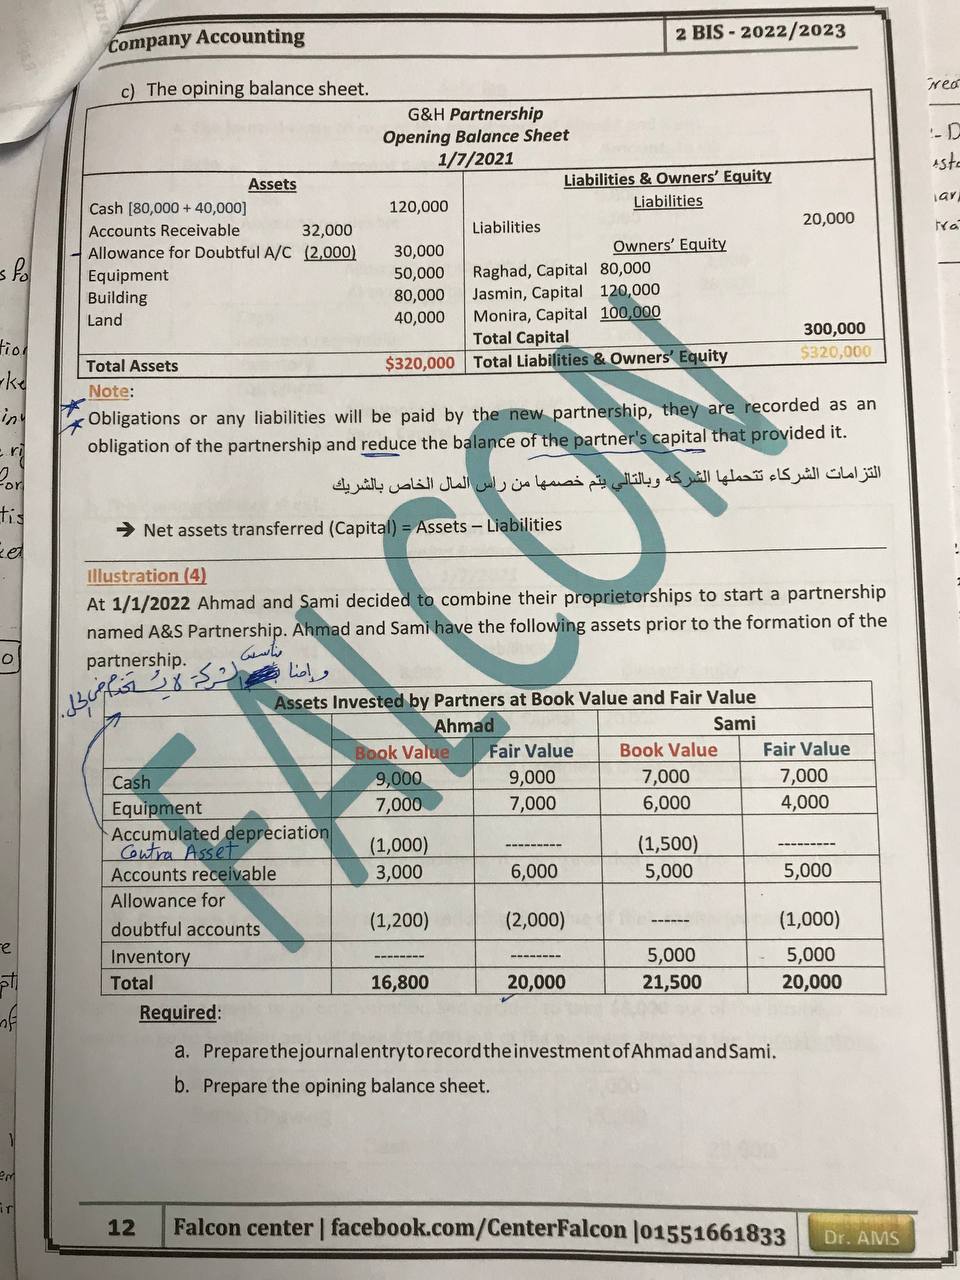 Company Accounting
2 BIS - 2022/2023
c) The opining balance sheet.
G&H Partnership
Opening Balance Sheet
1/7/2021
Assets
Liabilities & Owners' Equity
Liabilities
Cash [80,000 + 40,000] 120,000
Liabilities 20,000
Accounts Receivable 32,000
Owners' Equity
Allowance for Doubtful A/C (2,000) 30,000
Equipment 50,000
Raghad, Capital 80,000
Building 80,000
Jasmin, Capital 120,000
Land 40,000
Monira, Capital 100,000
Total Capital 300,000
Total Assets $320,000
Total Liabilities & Owners' Equity $320,000
Note:
Obligations or any liabilities will be paid by the new partnership, they are recorded as an
obligation of the partnership and reduce the balance of the partner's capital that provided it.
التزامات الشركاء تتحملها الشركه وبالتالي يتم خصمها من راس المال الخاص بالشريك
➔ Net assets transferred (Capital) = Assets – Liabilities
Illustration (4)
At 1/1/2022 Ahmad and Sami decided to combine their proprietorships to start a partnership
named A&S Partnership. Ahmad and Sami have the following assets prior to the formation of the
partnership.
Assets Invested by Partners at Book Value and Fair Value
Ahmad Sami
Book Value Fair Value Book Value Fair Value
Cash 9,000 9,000 7,000 7,000
Equipment 7,000 7,000 6,000 4,000
Accumulated depreciation (1,000) --------- (1,500) ---------
Contra Asset
Accounts receivable 3,000 6,000 5,000 5,000
Allowance for
doubtful accounts (1,200) (2,000) ------ (1,000)
Inventory -------- -------- 5,000 5,000
Total 16,800 20,000 21,500 20,000
Required:
a. Prepare the journal entry to record the investment of Ahmad and Sami.
b. Prepare the opining balance sheet.
FALCON
12
Falcon center | facebook.com/CenterFalcon |01551661833
Dr. AMS